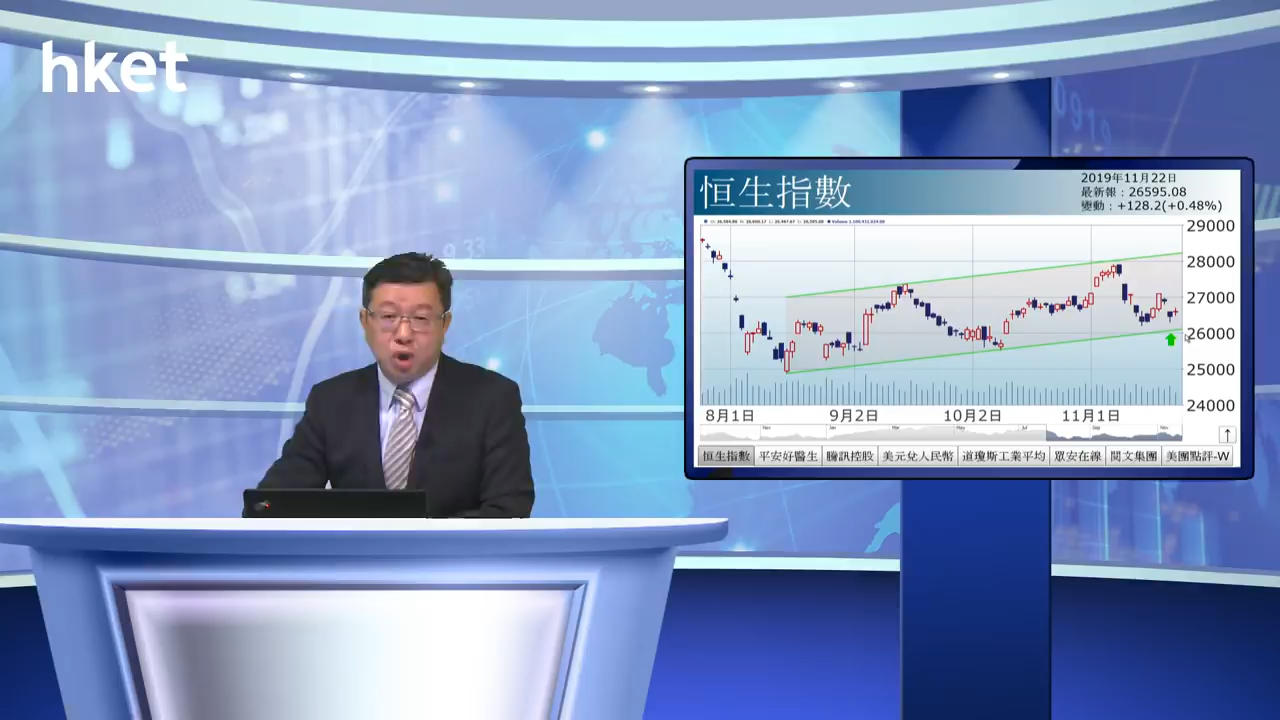 hket
恒生指數
2019年11月22日
最新報：26595.08
變動：+128.2(+0.48%)
29000
28000
27000
26000
25000
24000
8月1日
9月2日
10月2日
11月1日
恒生指數
平安好醫生
騰訊控股
美元兌人民幣
道瓊斯工業平均
眾安在線
閱文集團
美團點評-W